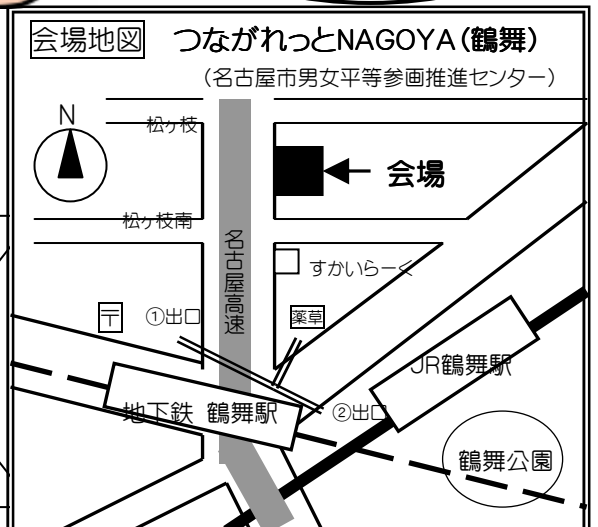 会場地図 つながれっとNAGOYA(鶴舞)
（名古屋市男女平等参画推進センター）
N
松ヶ枝
会場
松ヶ枝南
名古屋高速
すかいらーく
〒 ①出口
薬草
JR鶴舞駅
地下鉄 鶴舞駅
②出口
鶴舞公園